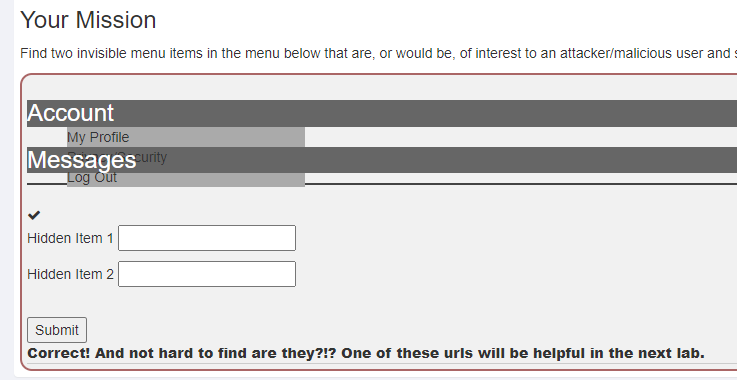 Your Mission
Find two invisible menu items in the menu below that are, or would be, of interest to an attacker/malicious user and
Account
My Profile
Messages
Log Out
Hidden Item 1
Hidden Item 2
Submit
Correct! And not hard to find are they?!? One of these urls will be helpful in the next lab.